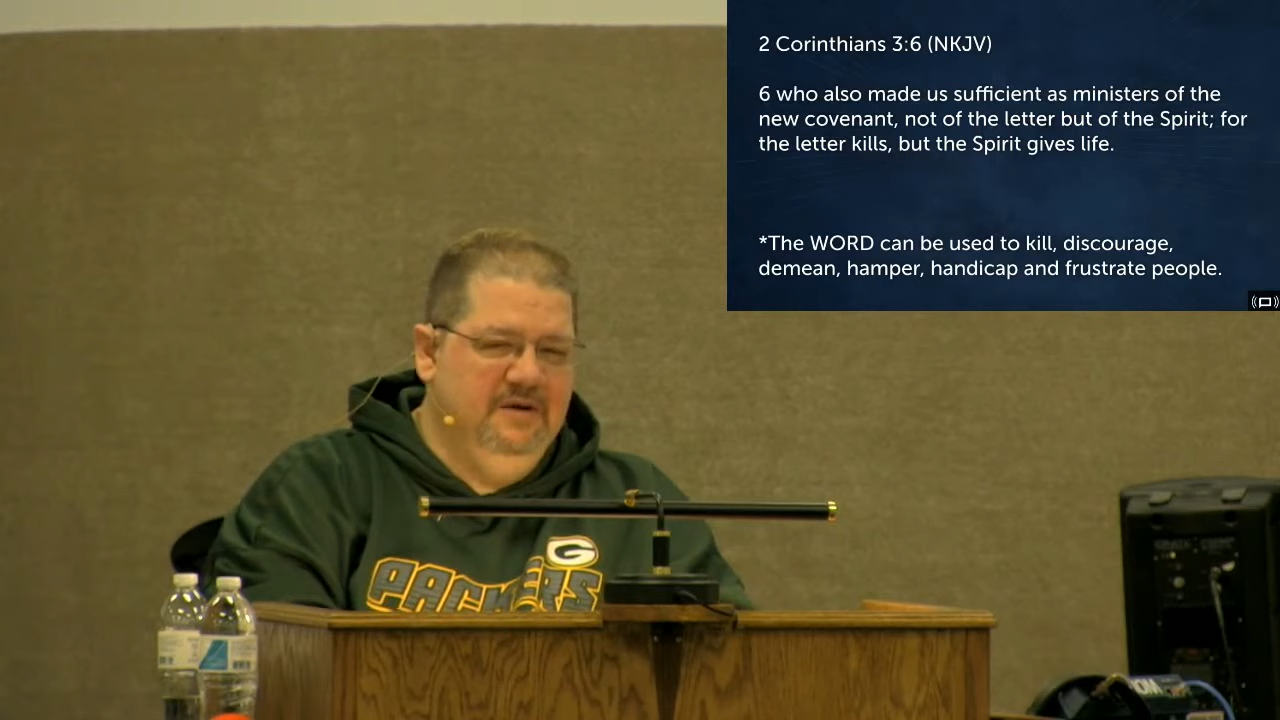 2 Corinthians 3:6 (NKJV)
6 who also made us sufficient as ministers of the
new covenant, not of the letter but of the Spirit; for
the letter kills, but the Spirit gives life.
*The WORD can be used to kill, discourage,
demean, hamper, handicap and frustrate people.
G
PACKERS